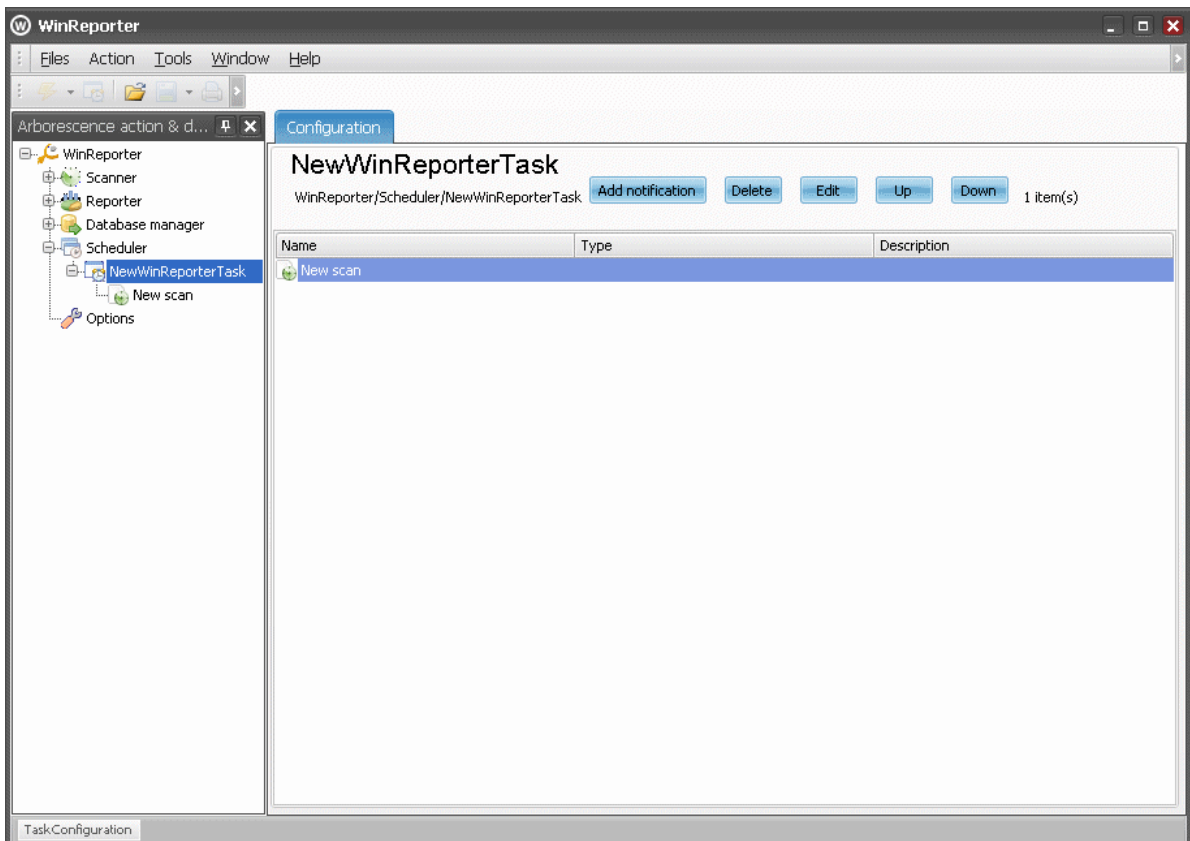 WinReporter
Files Action Tools Window Help
Arborescence action & d...
WinReporter
Scanner
Reporter
Database manager
Scheduler
NewWinReporterTask
New scan
Options
Configuration
NewWinReporterTask
WinReporter/Scheduler/NewWinReporterTask Add notification Delete Edit Up Down 1 item(s)
Name Type Description
New scan
TaskConfiguration